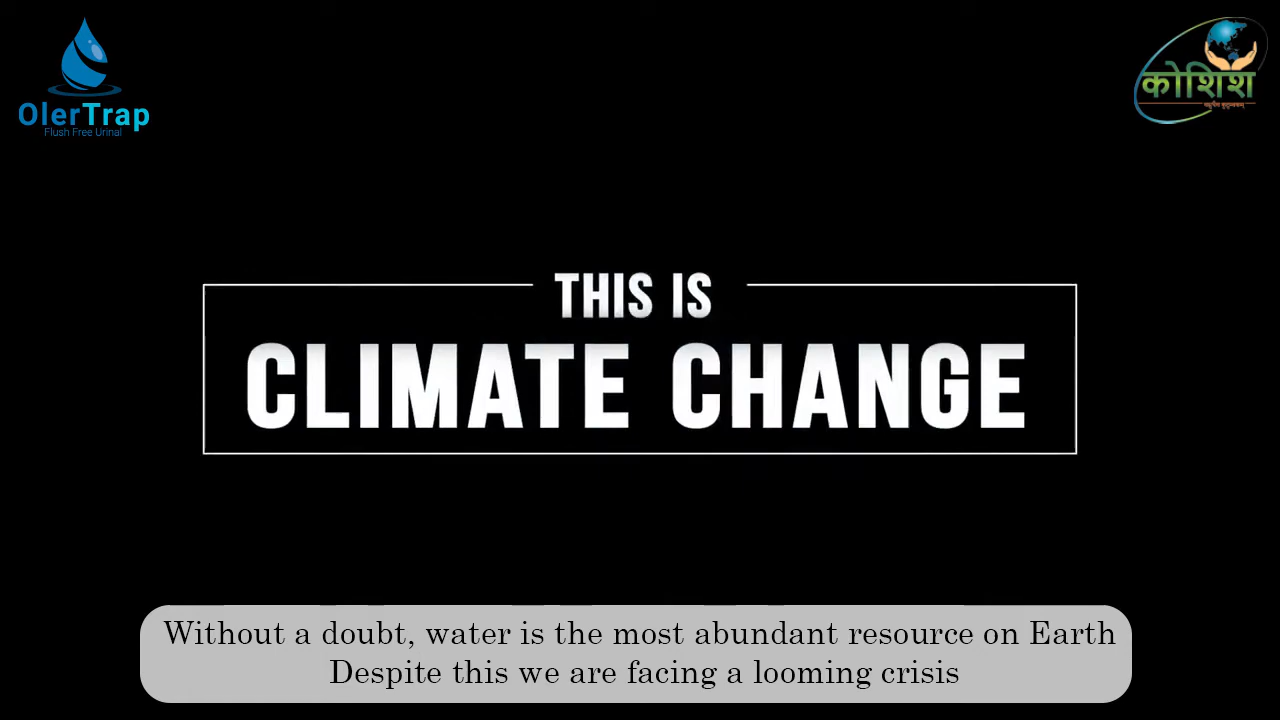 OlerTrap
Flush Free Urinal
कोशिश
THIS IS
CLIMATE CHANGE
Without a doubt, water is the most abundant resource on Earth
Despite this we are facing a looming crisis